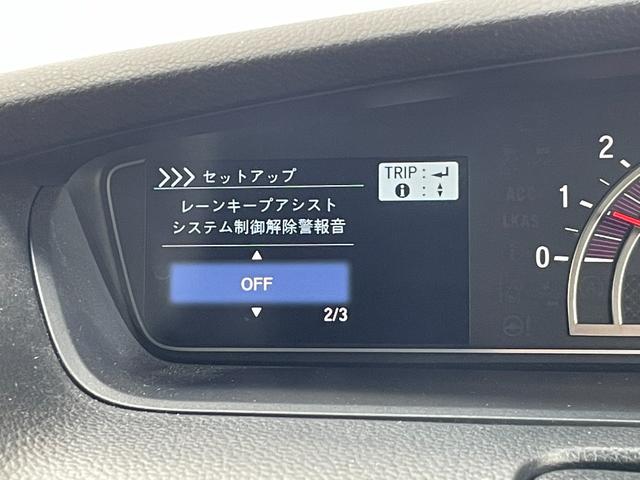 >>> セットアップ
TRIP : ↵
レーンキープアシスト
システム制御解除警報音
▲
OFF
▼
2/3
2
1
0
ACC
LKAS